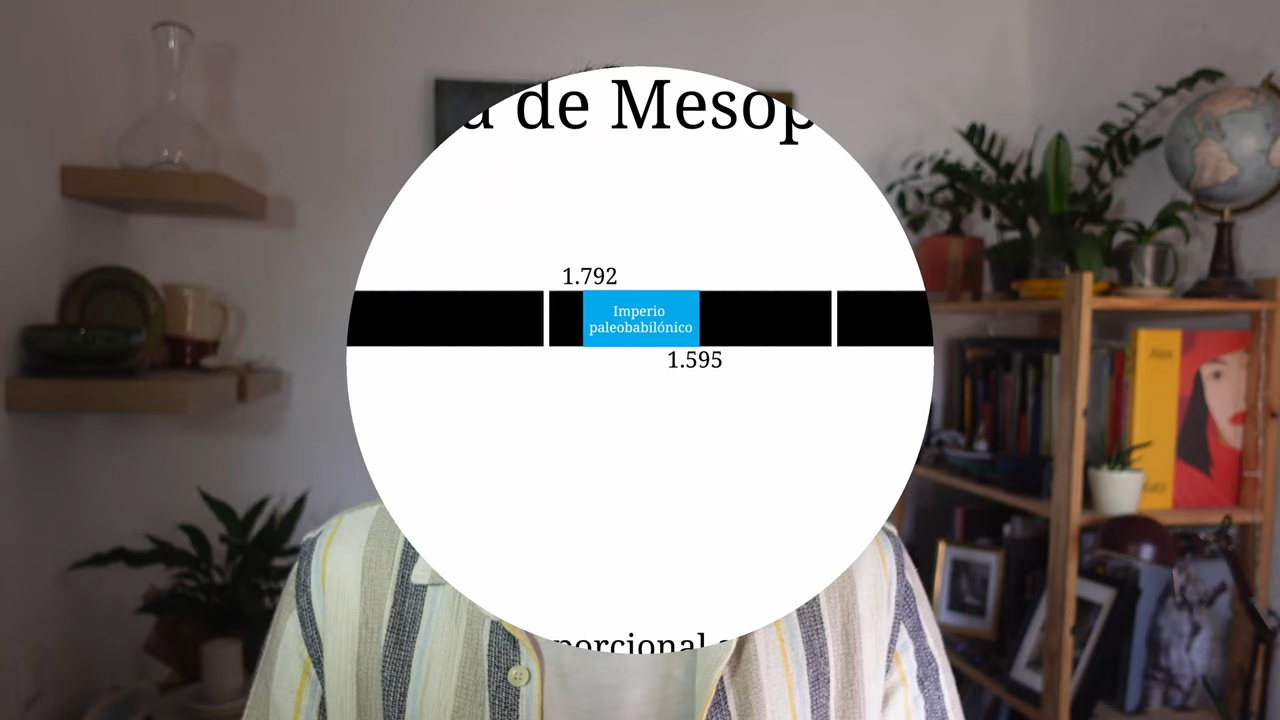 de Mesop
1.792
Imperio
paleobabilónico
1.595
porcional